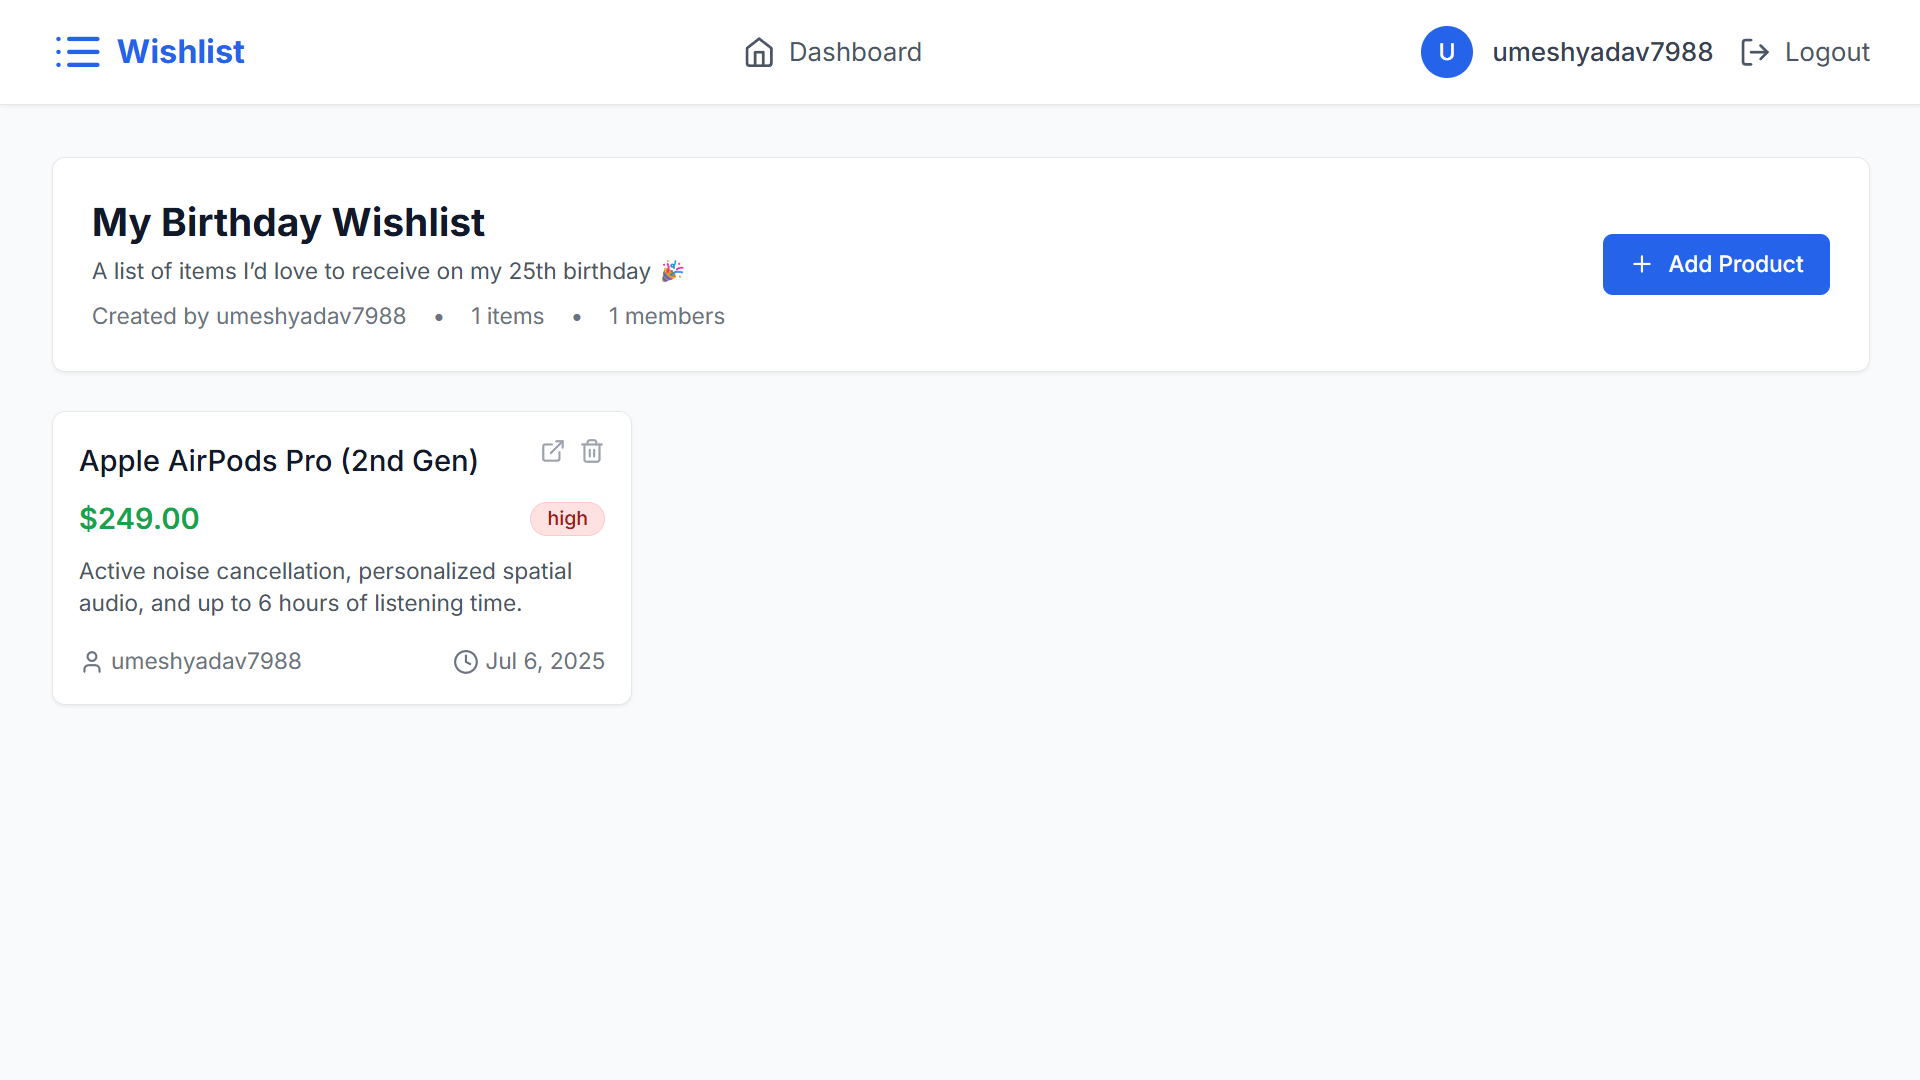 Wishlist
Dashboard
U
umeshyadav7988
Logout
My Birthday Wishlist
A list of items I’d love to receive on my 25th birthday 🎉
Created by umeshyadav7988 • 1 items • 1 members
Add Product
Apple AirPods Pro (2nd Gen)
$249.00
high
Active noise cancellation, personalized spatial
audio, and up to 6 hours of listening time.
umeshyadav7988
Jul 6, 2025